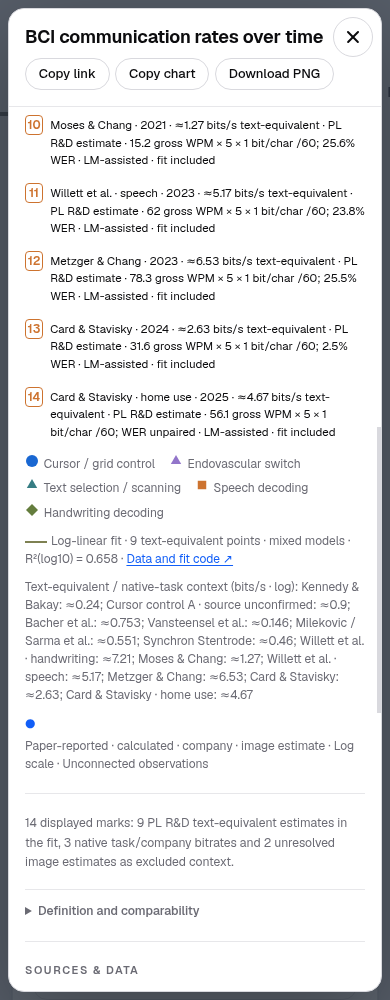 BCI communication rates over time
Copy link
Copy chart
Download PNG
10 Moses & Chang · 2021 · ≈1.27 bits/s text-equivalent · PL
R&D estimate · 15.2 gross WPM × 5 × 1 bit/char /60; 25.6%
WER · LM-assisted · fit included
11 Willett et al. · speech · 2023 · ≈5.17 bits/s text-equivalent ·
PL R&D estimate · 62 gross WPM × 5 × 1 bit/char /60; 23.8%
WER · LM-assisted · fit included
12 Metzger & Chang · 2023 · ≈6.53 bits/s text-equivalent · PL
R&D estimate · 78.3 gross WPM × 5 × 1 bit/char /60; 25.5%
WER · LM-assisted · fit included
13 Card & Stavisky · 2024 · ≈2.63 bits/s text-equivalent · PL
R&D estimate · 31.6 gross WPM × 5 × 1 bit/char /60; 2.5%
WER · LM-assisted · fit included
14 Card & Stavisky · home use · 2025 · ≈4.67 bits/s text-
equivalent · PL R&D estimate · 56.1 gross WPM × 5 × 1
bit/char /60; WER unpaired · LM-assisted · fit included
Cursor / grid control
Endovascular switch
Text selection / scanning
Speech decoding
Handwriting decoding
Log-linear fit · 9 text-equivalent points · mixed models ·
R²(log10) = 0.658 · Data and fit code ↗
Text-equivalent / native-task context (bits/s · log): Kennedy &
Bakay: ≈0.24; Cursor control A · source unconfirmed: ≈0.9;
Bacher et al.: ≈0.753; Vansteensel et al.: ≈0.146; Milekovic /
Sarma et al.: ≈0.551; Synchron Stentrode: ≈0.46; Willett et al.
· handwriting: ≈7.21; Moses & Chang: ≈1.27; Willett et al. ·
speech: ≈5.17; Metzger & Chang: ≈6.53; Card & Stavisky:
≈2.63; Card & Stavisky · home use: ≈4.67
Paper-reported · calculated · company · image estimate · Log
scale · Unconnected observations
14 displayed marks: 9 PL R&D text-equivalent estimates in
the fit, 3 native task/company bitrates and 2 unresolved
image estimates as excluded context.
Definition and comparability
SOURCES & DATA